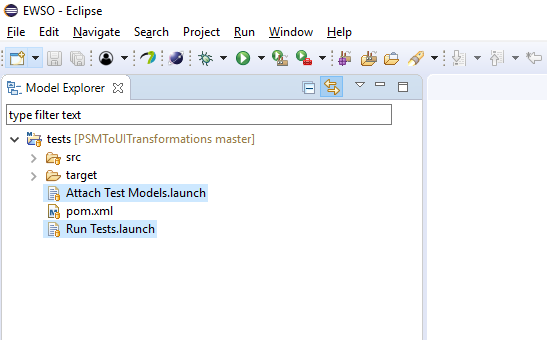 EWSO - Eclipse
File Edit Navigate Search Project Run Window Help
Model Explorer
type filter text
tests [PSMToUITransformations master]
src
target
Attach Test Models.launch
pom.xml
Run Tests.launch